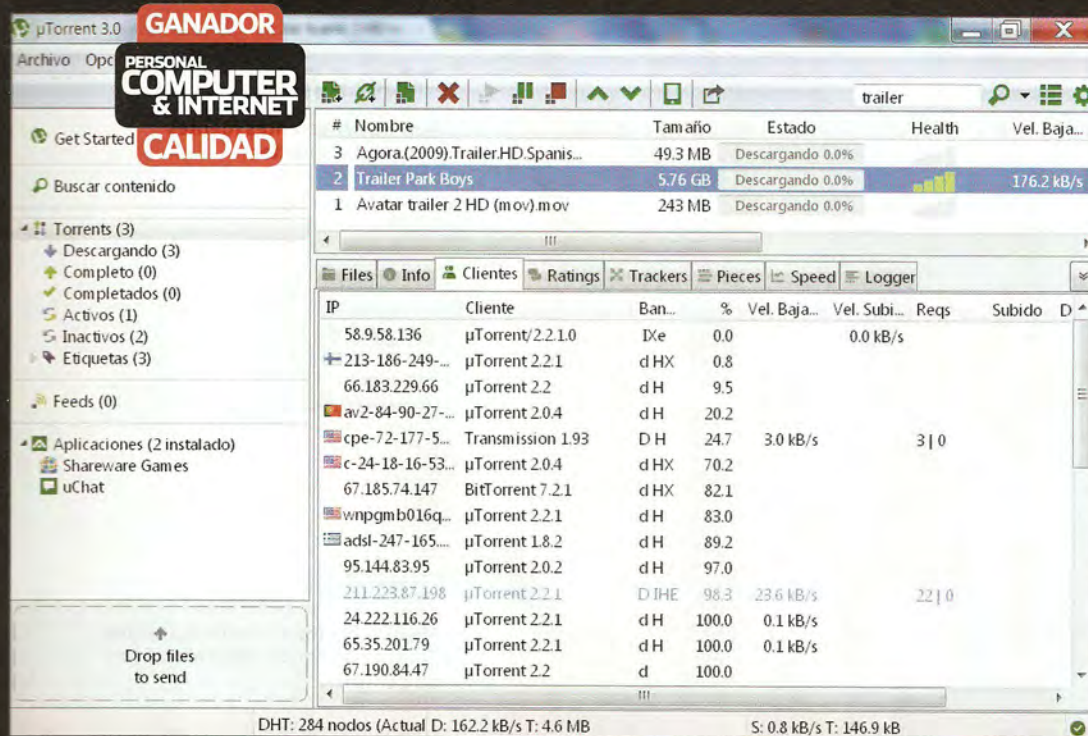 µTorrent 3.0
GANADOR
PERSONAL
COMPUTER
& INTERNET
CALIDAD
Archivo Opc
trailer
Get Started
Buscar contenido
Torrents (3)
Descargando (3)
Completo (0)
Completados (0)
Activos (1)
Inactivos (2)
Etiquetas (3)
Feeds (0)
Aplicaciones (2 instalado)
Shareware Games
uChat
Drop files
to send
# Nombre Tamaño Estado Health Vel. Baja...
3 Agora.(2009).Trailer.HD.Spanis... 49.3 MB Descargando 0.0%
2 Trailer Park Boys 5.76 GB Descargando 0.0% 176.2 kB/s
1 Avatar trailer 2 HD (mov).mov 243 MB Descargando 0.0%
Files Info Clientes Ratings Trackers Pieces Speed Logger
IP Cliente Ban... % Vel. Baja... Vel. Subi... Reqs Subido D
58.9.58.136 µTorrent/2.2.1.0 IXe 0.0 0.0 kB/s
213-186-249-... µTorrent 2.2.1 d HX 0.8
66.183.229.66 µTorrent 2.2 d H 9.5
av2-84-90-27-... µTorrent 2.0.4 d H 20.2
cpe-72-177-5... Transmission 1.93 D H 24.7 3.0 kB/s 3 | 0
c-24-18-16-53... µTorrent 2.0.4 d HX 70.2
67.185.74.147 BitTorrent 7.2.1 d HX 82.1
wnpgmb016q... µTorrent 2.2.1 d H 83.0
adsl-247-165.... µTorrent 1.8.2 d H 89.2
95.144.83.95 µTorrent 2.0.2 d H 97.0
211.223.87.198 µTorrent 2.2.1 D IHE 98.3 23.6 kB/s 22 | 0
24.222.116.26 µTorrent 2.2.1 d H 100.0 0.1 kB/s
65.35.201.79 µTorrent 2.2.1 d H 100.0 0.1 kB/s
67.190.84.47 µTorrent 2.2 d 100.0
DHT: 284 nodos (Actual D: 162.2 kB/s T: 4.6 MB S: 0.8 kB/s T: 146.9 kB